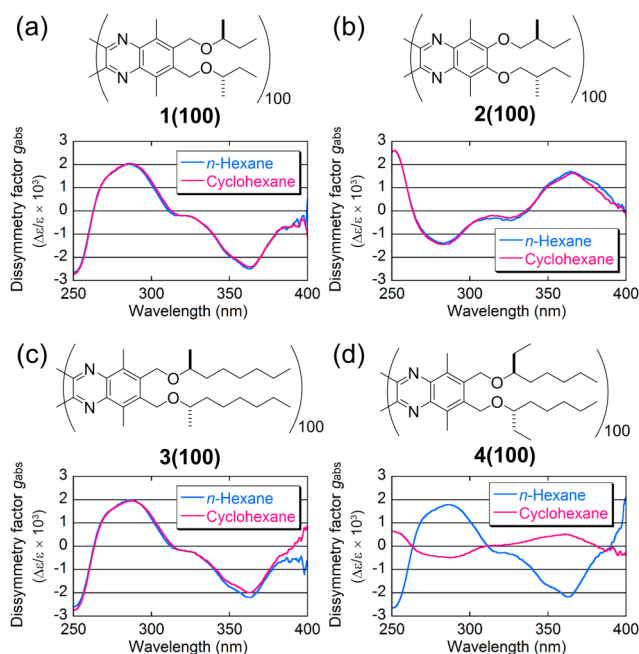 (a)
N
N
O
O
100
1(100)
Dissymmetry factor gabs
(Δε/ε × 10³)
3
2
1
0
-1
-2
-3
n-Hexane
Cyclohexane
250 300 350 400
Wavelength (nm)
(b)
N
N
O
O
100
2(100)
Dissymmetry factor gabs
(Δε/ε × 10³)
3
2
1
0
-1
-2
-3
n-Hexane
Cyclohexane
250 300 350 400
Wavelength (nm)
(c)
N
N
O
O
100
3(100)
Dissymmetry factor gabs
(Δε/ε × 10³)
3
2
1
0
-1
-2
-3
n-Hexane
Cyclohexane
250 300 350 400
Wavelength (nm)
(d)
N
N
O
O
100
4(100)
Dissymmetry factor gabs
(Δε/ε × 10³)
3
2
1
0
-1
-2
-3
n-Hexane
Cyclohexane
250 300 350 400
Wavelength (nm)